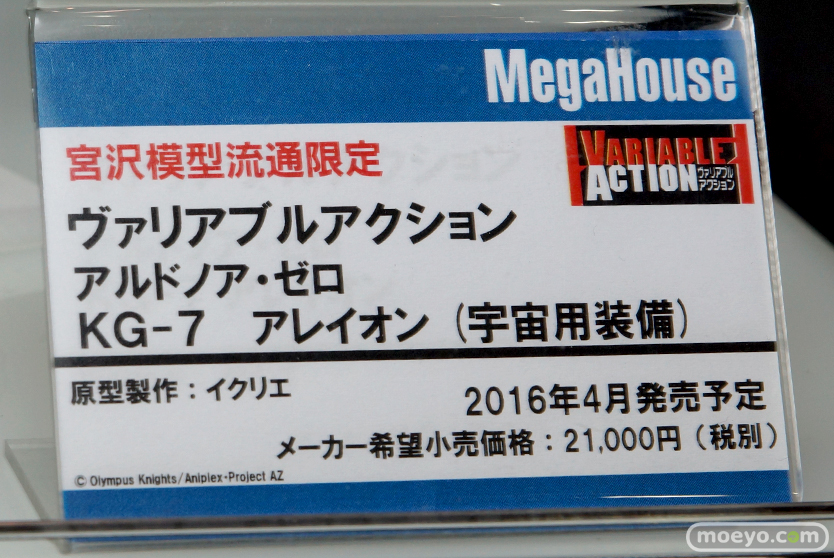 MegaHouse
宮沢模型流通限定
VARIABLE
ACTION
ヴァリアブル
アクション
ヴァリアブルアクション
アルドノア・ゼロ
KG-7　アレイオン (宇宙用装備)
原型製作：イクリエ
2016年4月発売予定
メーカー希望小売価格：21,000円（税別）
© Olympus Knights/Aniplex・Project AZ
moeyo.com